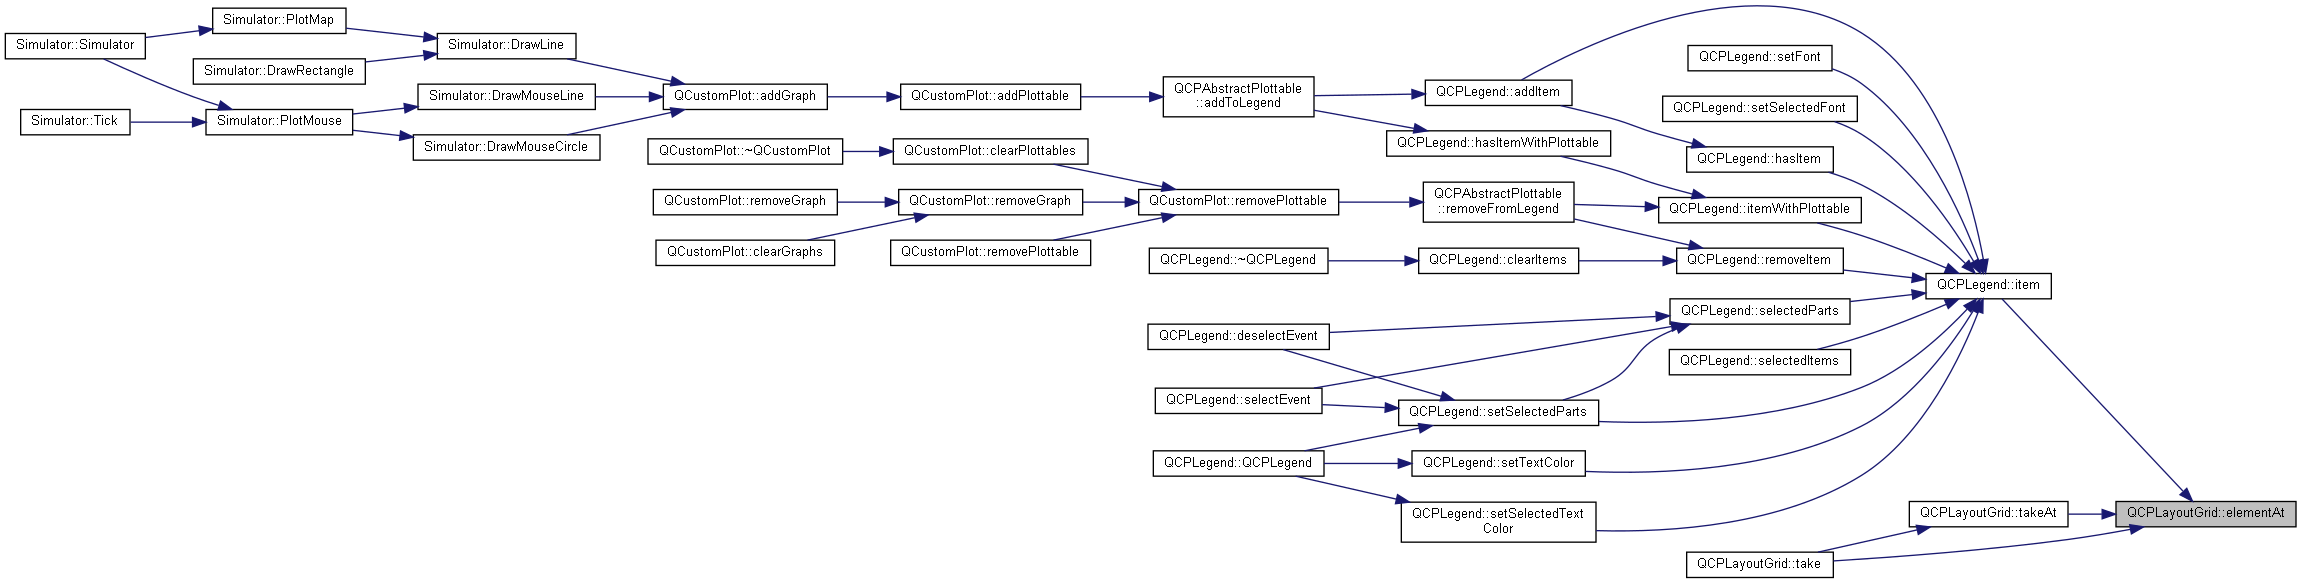 Simulator::PlotMap
Simulator::Simulator
Simulator::DrawLine
Simulator::DrawRectangle
Simulator::DrawMouseLine
Simulator::Tick
Simulator::PlotMouse
Simulator::DrawMouseCircle
QCustomPlot::addGraph
QCustomPlot::addPlottable
QCPAbstractPlottable
::addToLegend
QCPLegend::addItem
QCPLegend::setFont
QCPLegend::setSelectedFont
QCustomPlot::~QCustomPlot
QCustomPlot::clearPlottables
QCPLegend::hasItemWithPlottable
QCPLegend::hasItem
QCustomPlot::removeGraph
QCustomPlot::removeGraph
QCustomPlot::removePlottable
QCPAbstractPlottable
::removeFromLegend
QCPLegend::itemWithPlottable
QCustomPlot::clearGraphs
QCustomPlot::removePlottable
QCPLegend::~QCPLegend
QCPLegend::clearItems
QCPLegend::removeItem
QCPLegend::item
QCPLegend::selectedParts
QCPLegend::deselectEvent
QCPLegend::selectedItems
QCPLegend::selectEvent
QCPLegend::setSelectedParts
QCPLegend::QCPLegend
QCPLegend::setTextColor
QCPLegend::setSelectedText
Color
QCPLayoutGrid::takeAt
QCPLayoutGrid::elementAt
QCPLayoutGrid::take